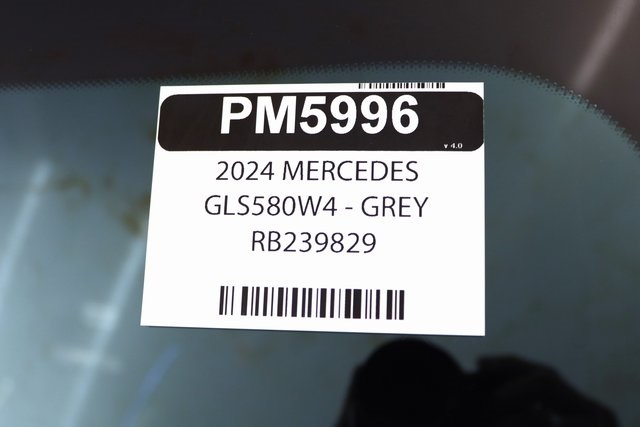 PM5996
v 4.0
2024 MERCEDES
GLS580W4 - GREY
RB239829